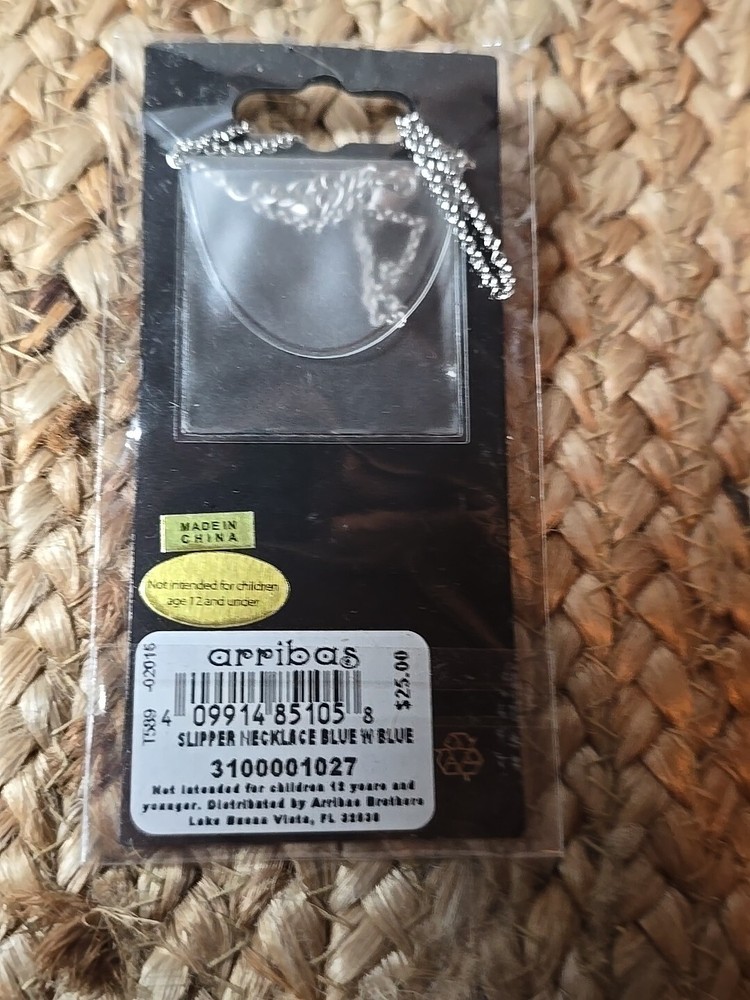 MADE IN
CHINA
Not intended for children
age 12 and under
arribas
T589 -02016
$25.00
4 09914 85105 8
SLIPPER NECKLACE BLUE W BLUE
3100001027
Not intended for children 12 years and
younger. Distributed by Arribas Brothers
Lake Buena Vista, FL 32830